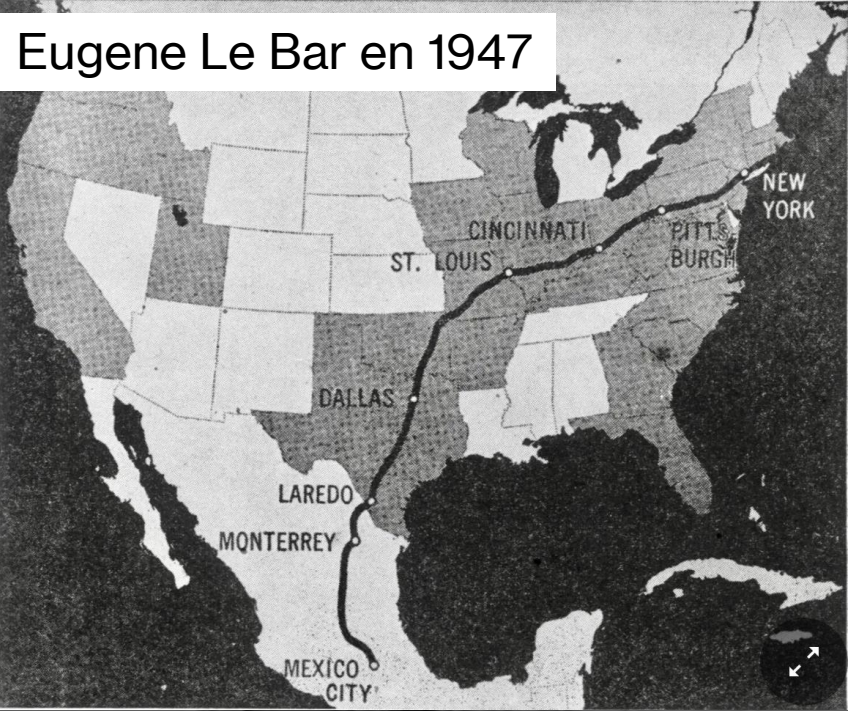 Eugene Le Bar en 1947
NEW
YORK
CINCINNATI
PITTS
BURGH
ST. LOUIS
DALLAS
LAREDO
MONTERREY
MEXICO
CITY